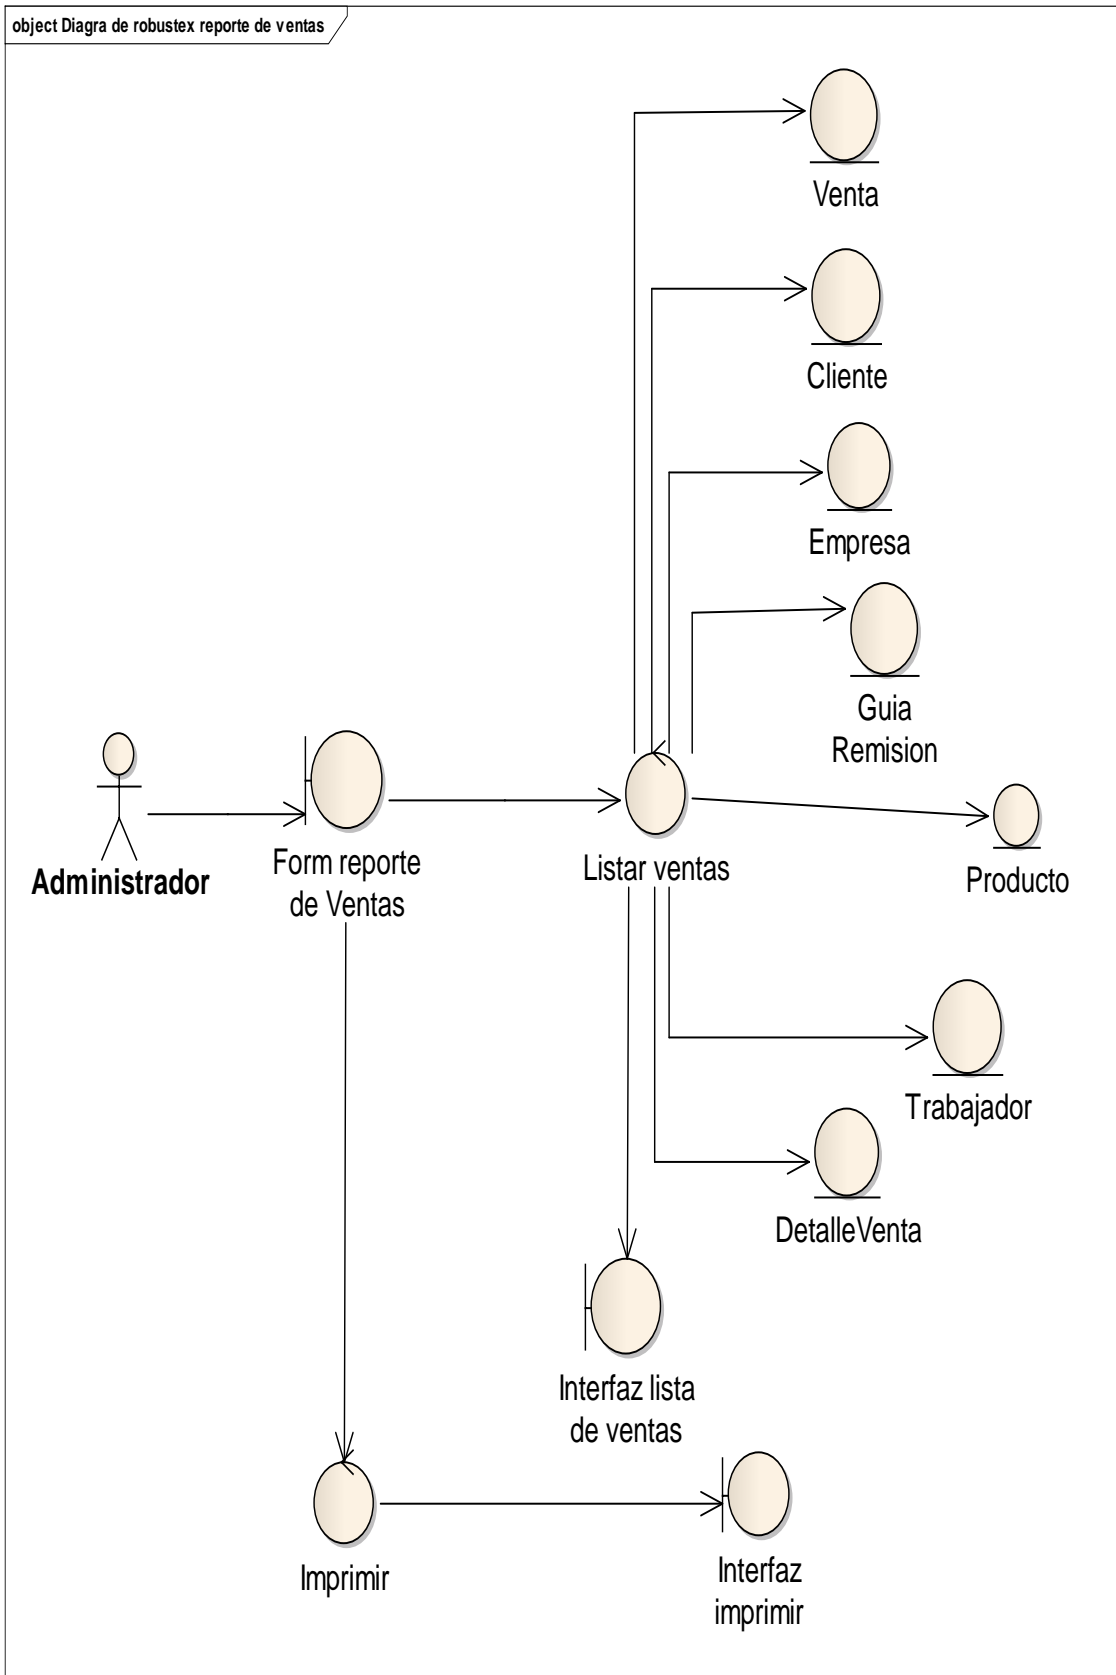 object Diagra de robustex reporte de ventas
Venta
Cliente
Empresa
Guia
Remision
Administrador
Form reporte
de Ventas
Listar ventas
Producto
Trabajador
DetalleVenta
Interfaz lista
de ventas
Imprimir
Interfaz
imprimir